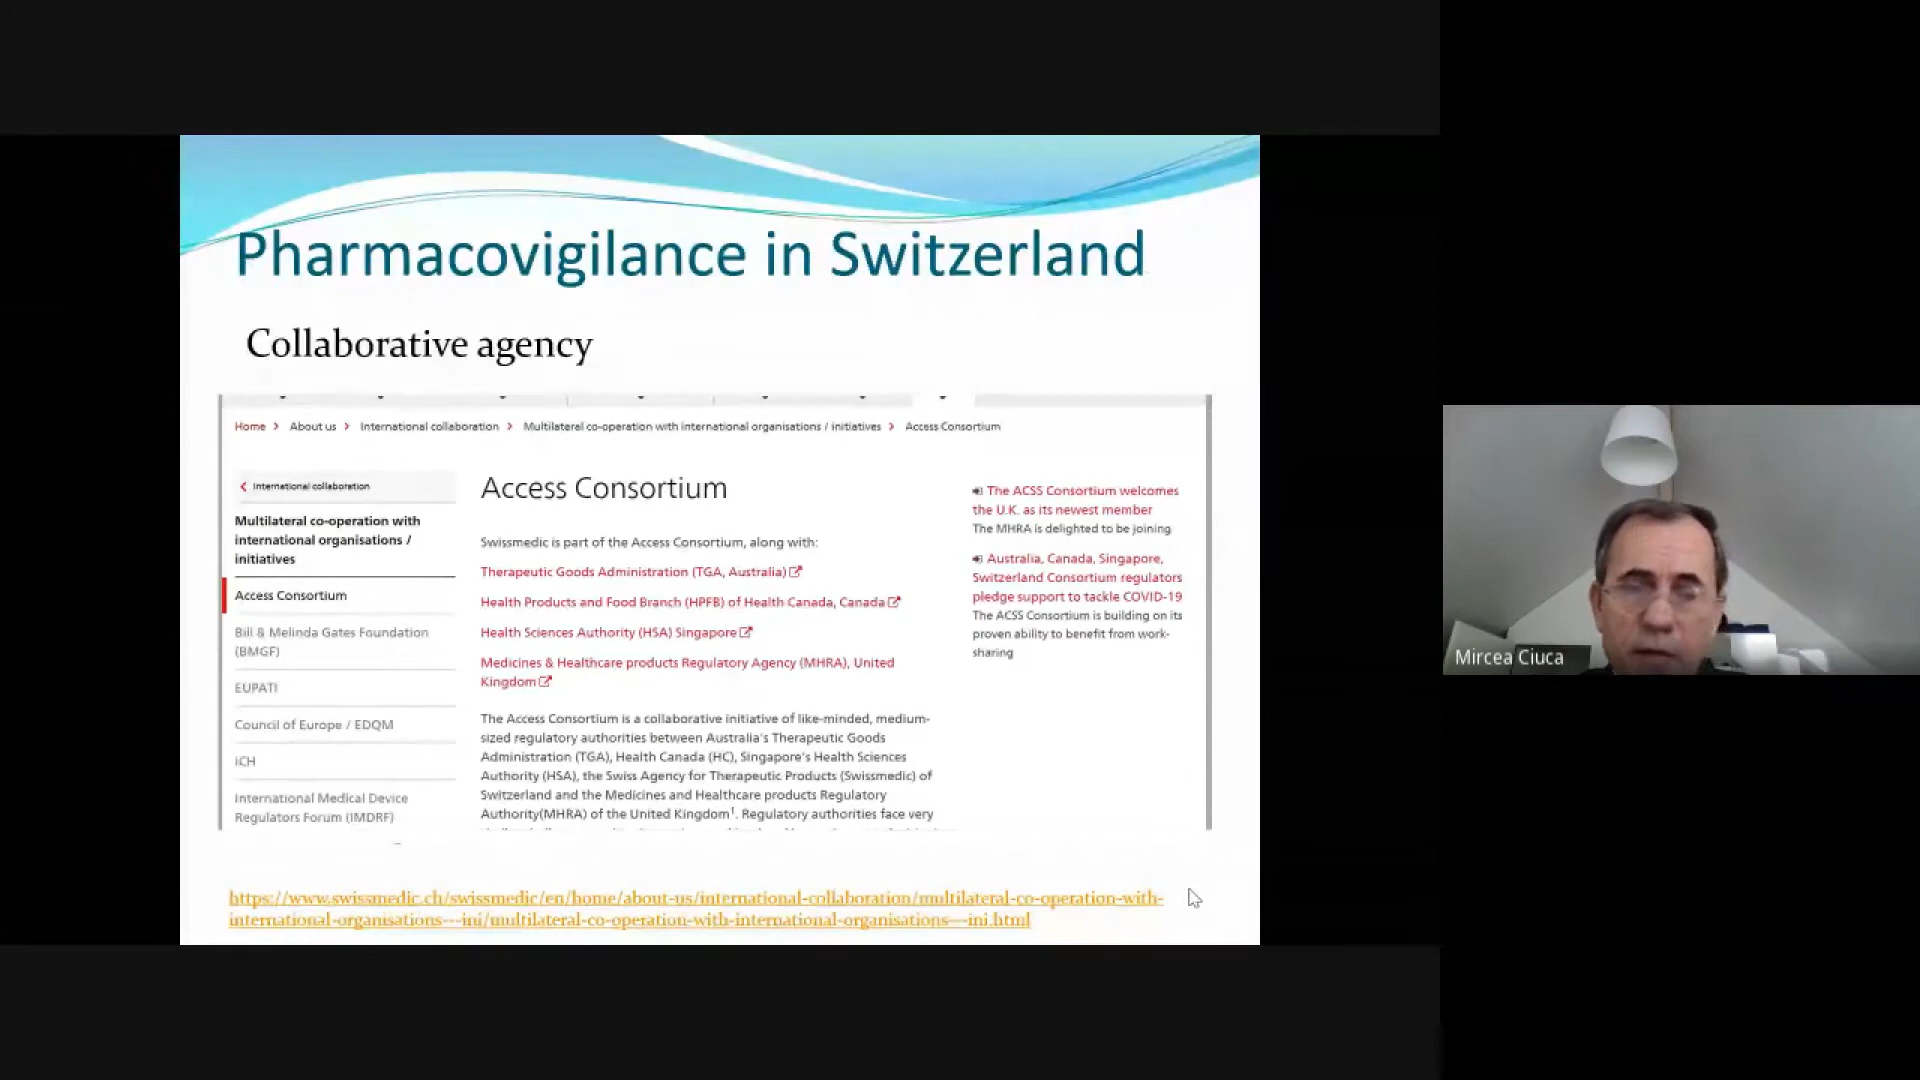 Pharmacovigilance in Switzerland
Collaborative agency
Home > About us > International collaboration > Multilateral co-operation with international organisations / initiatives > Access Consortium
< International collaboration
Multilateral co-operation with
international organisations /
initiatives
Access Consortium
Bill & Melinda Gates Foundation
(BMGF)
EUPATI
Council of Europe / EDQM
ICH
International Medical Device
Regulators Forum (IMDRF)
Access Consortium
Swissmedic is part of the Access Consortium, along with:
Therapeutic Goods Administration (TGA, Australia)
Health Products and Food Branch (HPFB) of Health Canada, Canada
Health Sciences Authority (HSA) Singapore
Medicines & Healthcare products Regulatory Agency (MHRA), United
Kingdom
The Access Consortium is a collaborative initiative of like-minded, medium-
sized regulatory authorities between Australia's Therapeutic Goods
Administration (TGA), Health Canada (HC), Singapore's Health Sciences
Authority (HSA), the Swiss Agency for Therapeutic Products (Swissmedic) of
Switzerland and the Medicines and Healthcare products Regulatory
Authority(MHRA) of the United Kingdom¹. Regulatory authorities face very
The ACSS Consortium welcomes
the U.K. as its newest member
The MHRA is delighted to be joining
Australia, Canada, Singapore,
Switzerland Consortium regulators
pledge support to tackle COVID-19
The ACSS Consortium is building on its
proven ability to benefit from work-
sharing
https://www.swissmedic.ch/swissmedic/en/home/about-us/international-collaboration/multilateral-co-operation-with-
international-organisations---ini/multilateral-co-operation-with-international-organisations---ini.html
Mircea Ciuca